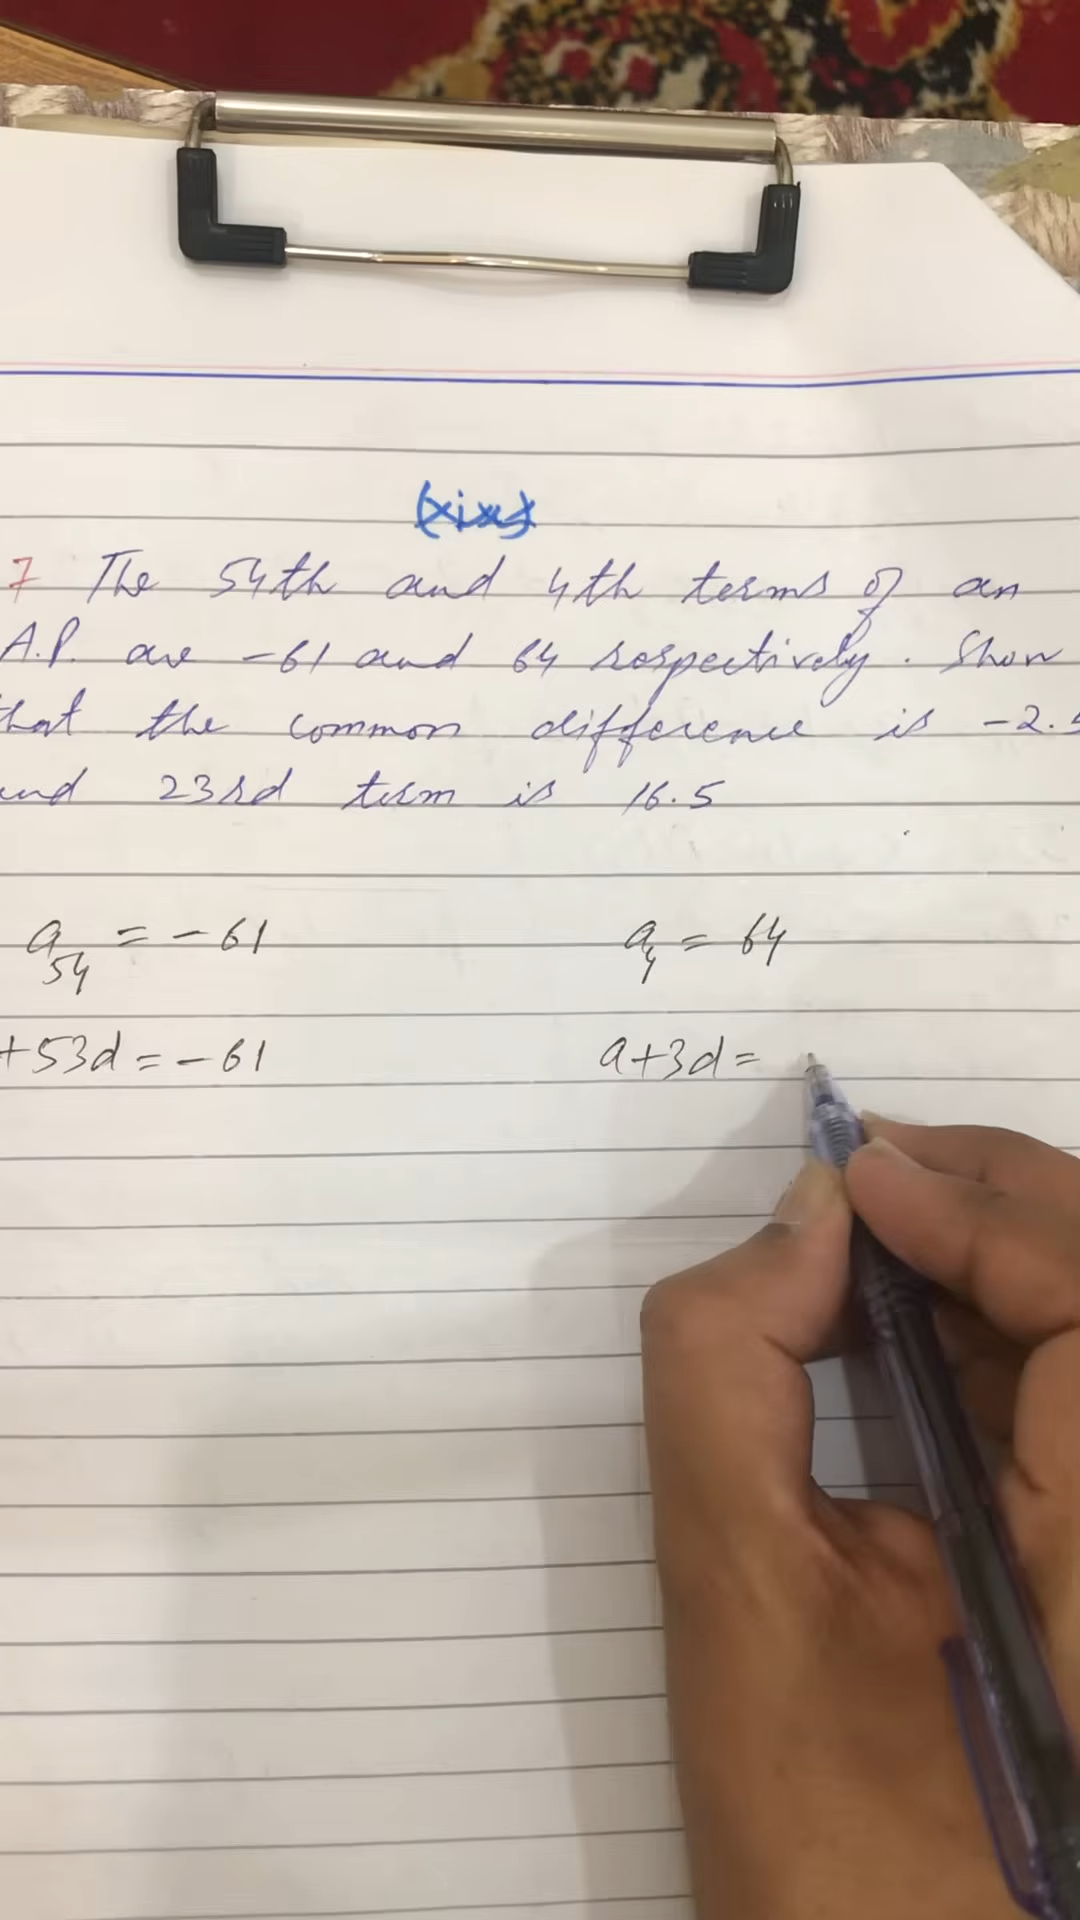 7 The 54th and 4th terms of an
A.P. are -61 and 64 respectively. Show
that the common difference is -2.5
and 23rd term is 16.5
a54 = -61 a4 = 64
+53d = -61 a+3d =